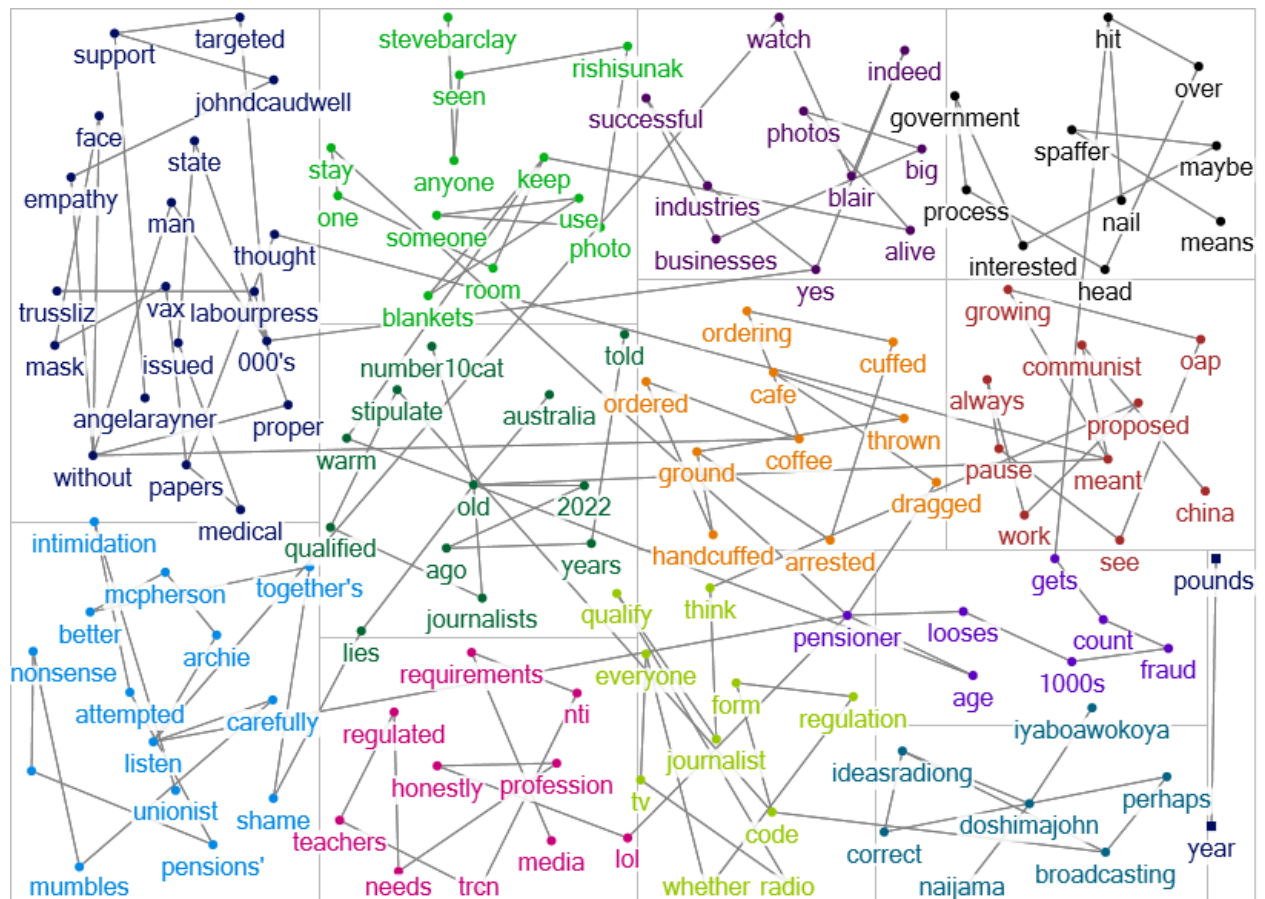 support
targeted
johndcaudwell
face
state
empathy
man
thought
trussliz
vax
labourpress
mask
issued
000's
angelarayner
proper
without
papers
medical
stevebarclay
rishisunak
seen
stay
anyone
keep
one
someone
use
photo
room
blankets
watch
indeed
successful
photos
big
industries
blair
businesses
alive
yes
hit
over
government
spaffer
maybe
process
nail
means
interested
head
number10cat
told
stipulate
australia
warm
old
2022
qualified
ago
years
journalists
lies
ordering
cuffed
ordered
cafe
thrown
ground
coffee
dragged
handcuffed
arrested
growing
communist
oap
always
proposed
pause
meant
work
china
see
intimidation
mcpherson
together's
better
archie
nonsense
attempted
carefully
listen
unionist
shame
pensions'
mumbles
requirements
nti
regulated
honestly
profession
teachers
media
lol
needs
trcn
qualify
think
everyone
form
regulation
journalist
tv
code
whether
radio
gets
pensioner
looses
count
fraud
age
1000s
iyaboawokoya
ideasradiong
perhaps
doshimajohn
correct
broadcasting
naijama
pounds
year